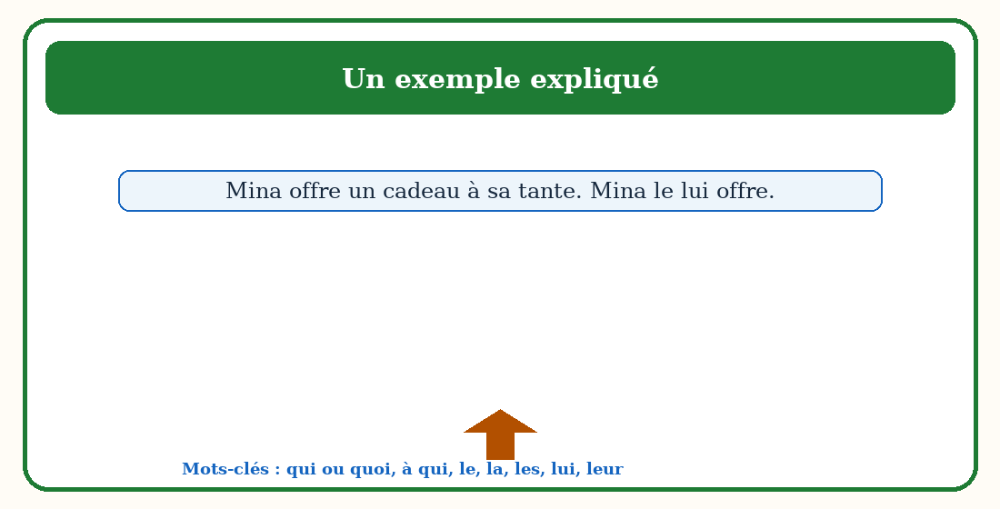 Un exemple expliqué
Mina offre un cadeau à sa tante. Mina le lui offre.
Mots-clés : qui ou quoi, à qui, le, la, les, lui, leur